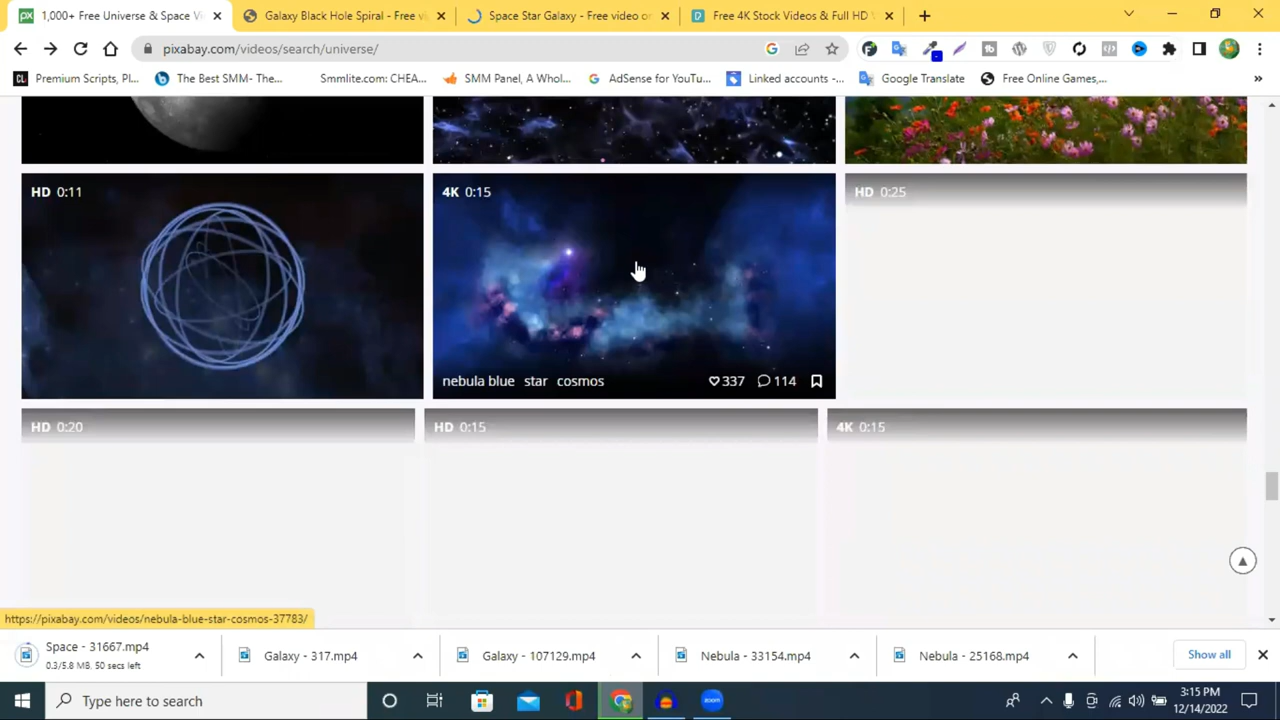 1,000+ Free Universe & Space Vi
Galaxy Black Hole Spiral - Free vi
Space Star Galaxy - Free video on
Free 4K Stock Videos & Full HD
pixabay.com/videos/search/universe/
Premium Scripts, Pl...
The Best SMM- The...
Smmlite.com: CHEA...
SMM Panel, A Whol...
AdSense for YouTu...
Linked accounts -...
Google Translate
Free Online Games,...
HD 0:11
4K 0:15
HD 0:25
nebula blue star cosmos
337
114
HD 0:20
HD 0:15
4K 0:15
https://pixabay.com/videos/nebula-blue-star-cosmos-37783/
Space - 31667.mp4
0.3/5.8 MB, 50 secs left
Galaxy - 317.mp4
Galaxy - 107129.mp4
Nebula - 33154.mp4
Nebula - 25168.mp4
Show all
Type here to search
zoom
3:15 PM
12/14/2022